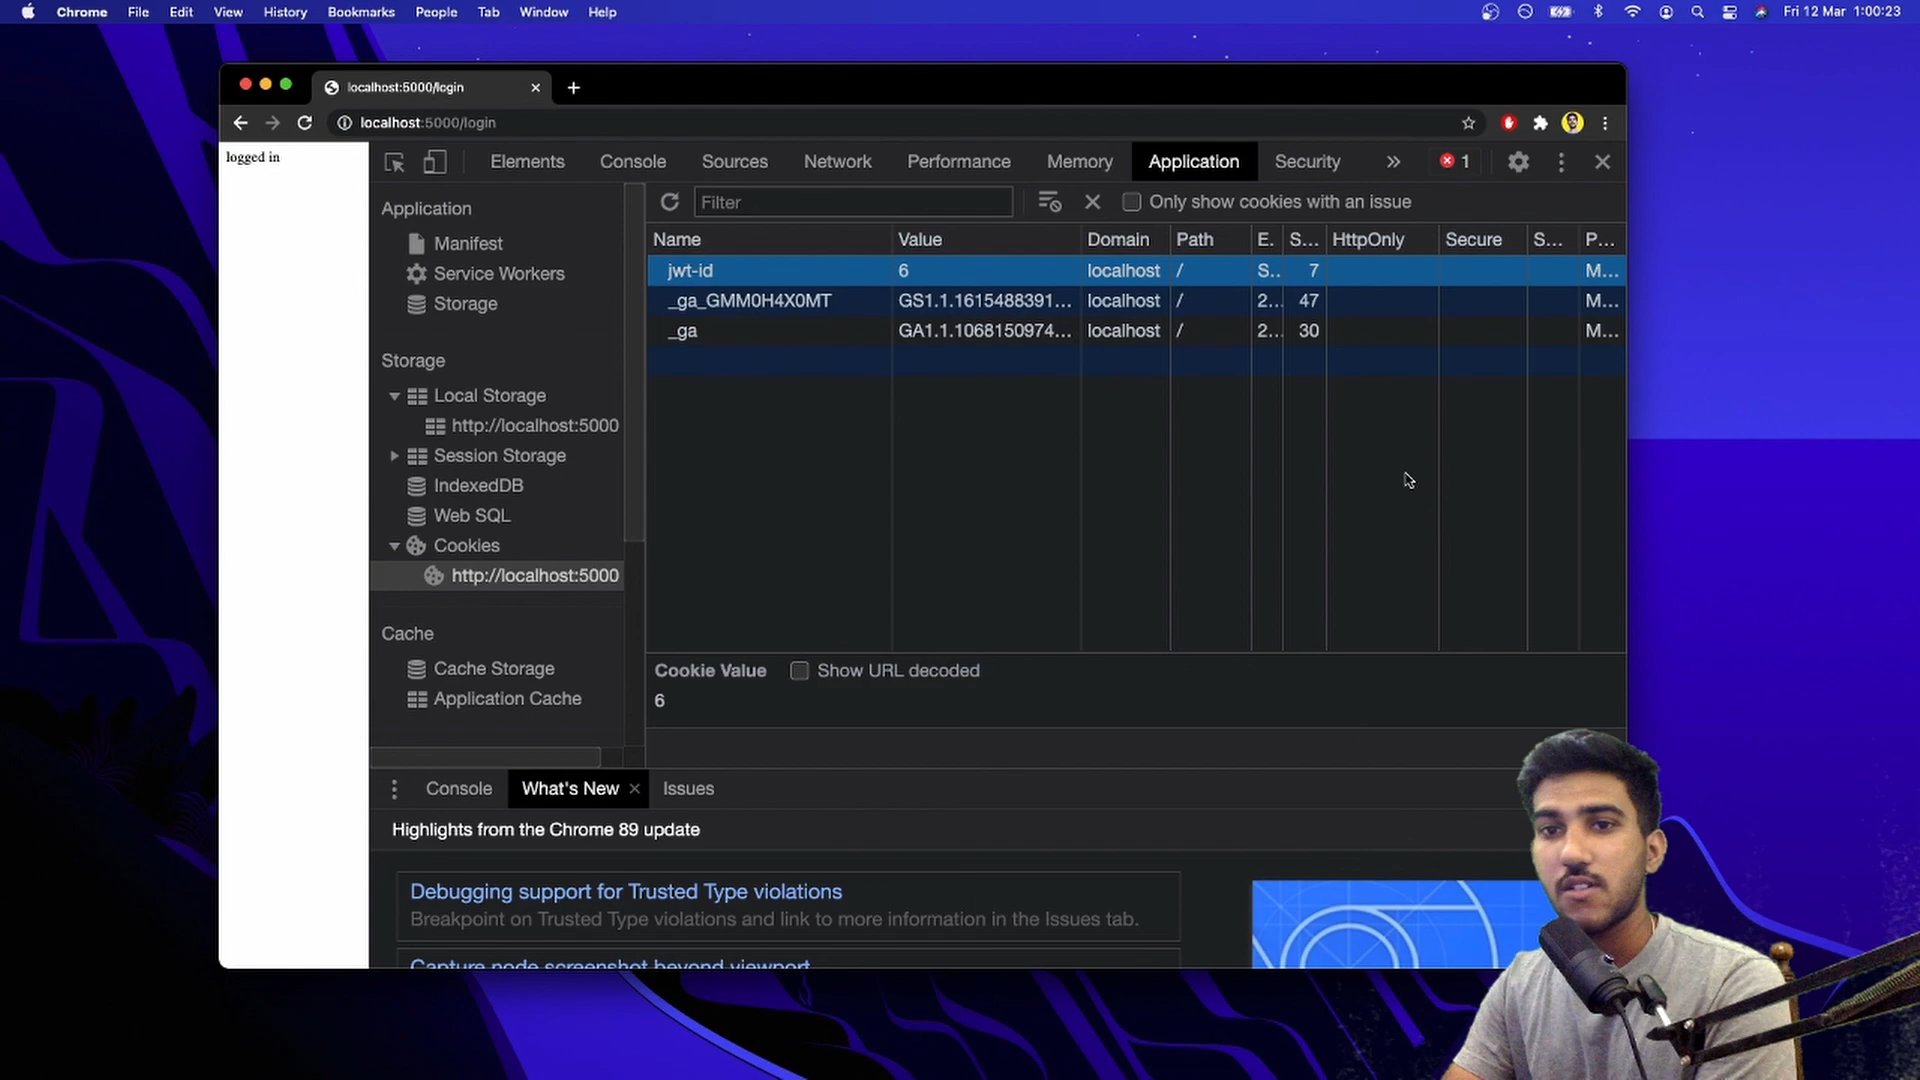 Chrome File Edit View History Bookmarks People Tab Window Help Fri 12 Mar 1:00:23
localhost:5000/login
localhost:5000/login
logged in
Elements Console Sources Network Performance Memory Application Security 1
Application
Manifest
Service Workers
Storage
Storage
Local Storage
http://localhost:5000
Session Storage
IndexedDB
Web SQL
Cookies
http://localhost:5000
Cache
Cache Storage
Application Cache
Filter Only show cookies with an issue
Name Value Domain Path E. S... HttpOnly Secure S... P...
jwt-id 6 localhost / S.. 7 M...
_ga_GMM0H4X0MT GS1.1.1615488391... localhost / 2... 47 M...
_ga GA1.1.1068150974... localhost / 2... 30 M...
Cookie Value Show URL decoded
6
Console What's New Issues
Highlights from the Chrome 89 update
Debugging support for Trusted Type violations
Breakpoint on Trusted Type violations and link to more information in the Issues tab.
Capture node screenshot beyond viewport